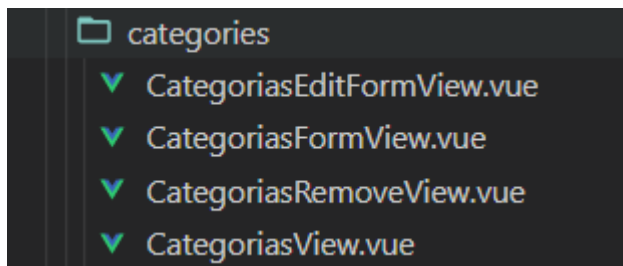 categories
CategoriasEditFormView.vue
CategoriasFormView.vue
CategoriasRemoveView.vue
CategoriasView.vue